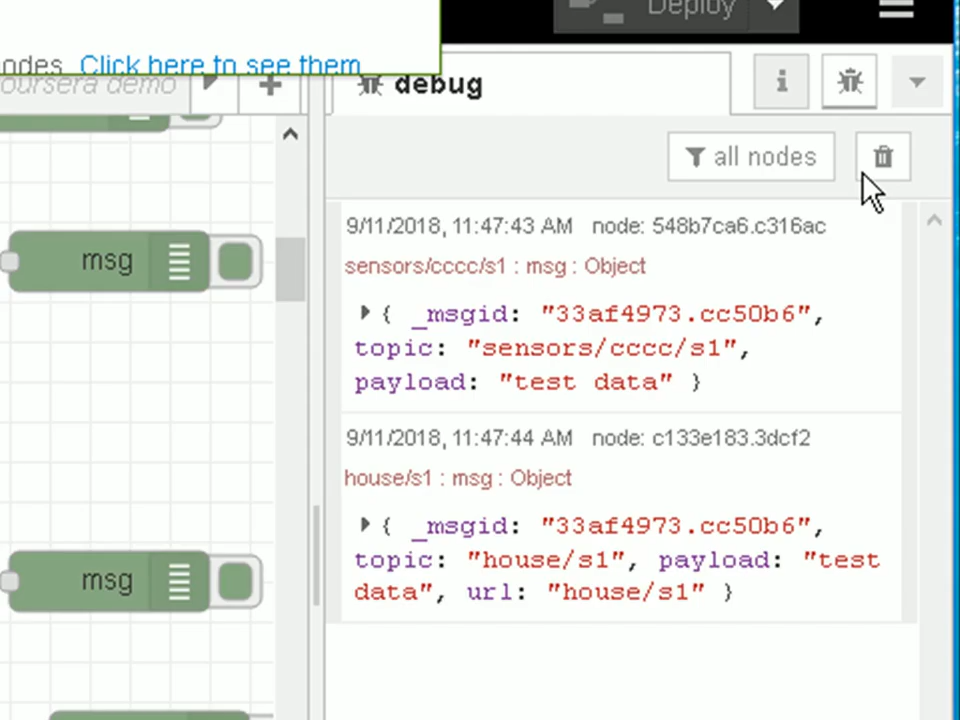 Deploy
nodes. Click here to see them
oursera demo
debug
all nodes
9/11/2018, 11:47:43 AM node: 548b7ca6.c316ac
sensors/cccc/s1 : msg : Object
{ _msgid: "33af4973.cc50b6",
topic: "sensors/cccc/s1",
payload: "test data" }
msg
9/11/2018, 11:47:44 AM node: c133e183.3dcf2
house/s1 : msg : Object
{ _msgid: "33af4973.cc50b6",
topic: "house/s1", payload: "test
data", url: "house/s1" }
msg